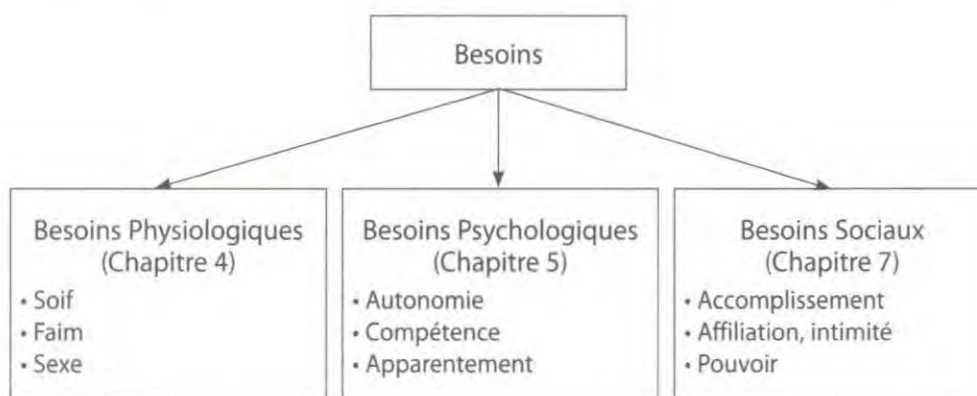 Besoins
Besoins Physiologiques
(Chapitre 4)
• Soif
• Faim
• Sexe
Besoins Psychologiques
(Chapitre 5)
• Autonomie
• Compétence
• Apparentement
Besoins Sociaux
(Chapitre 7)
• Accomplissement
• Affiliation, intimité
• Pouvoir